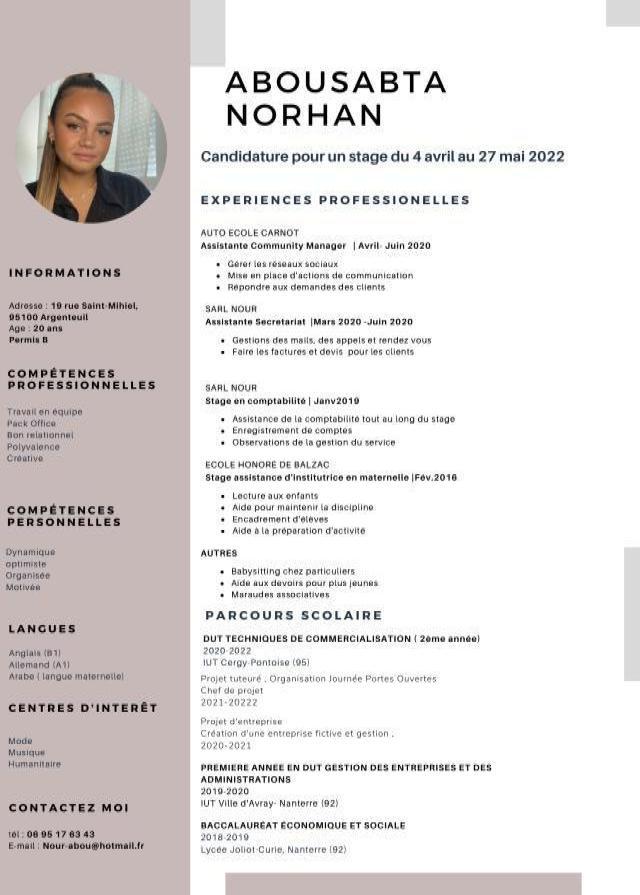 ABOUSABTA
NORHAN
Candidature pour un stage du 4 avril au 27 mai 2022
EXPERIENCES PROFESSIONELLES
AUTO ECOLE CARNOT
Assistante Community Manager | Avril- Juin 2020
• Gérer les réseaux sociaux
• Mise en place d'actions de communication
• Répondre aux demandes des clients
SARL NOUR
Assistante Secretariat |Mars 2020 -Juin 2020
• Gestions des mails, des appels et rendez vous
• Faire les factures et devis pour les clients
SARL NOUR
Stage en comptabilité | Janv2019
• Assistance de la comptabilité tout au long du stage
• Enregistrement de comptes
• Observations de la gestion du service
ECOLE HONORÉ DE BALZAC
Stage assistance d'institutrice en maternelle |Fév.2016
• Lecture aux enfants
• Aide pour maintenir la discipline
• Encadrement d'élèves
• Aide à la préparation d'activité
AUTRES
• Babysitting chez particuliers
• Aide aux devoirs pour plus jeunes
• Maraudes associatives
PARCOURS SCOLAIRE
DUT TECHNIQUES DE COMMERCIALISATION ( 2ème année)
2020-2022
IUT Cergy-Pontoise (95)
Projet tuteuré , Organisation Journée Portes Ouvertes
Chef de projet
2021-20222
Projet d'entreprise
Création d'une entreprise fictive et gestion ,
2020-2021
PREMIERE ANNEE EN DUT GESTION DES ENTREPRISES ET DES
ADMINISTRATIONS
2019-2020
IUT Ville d'Avray- Nanterre (92)
BACCALAURÉAT ÉCONOMIQUE ET SOCIALE
2018-2019
Lycée Joliot-Curie, Nanterre (92)
INFORMATIONS
Adresse : 19 rue Saint-Mihiel,
95100 Argenteuil
Age : 20 ans
Permis B
COMPÉTENCES
PROFESSIONNELLES
Travail en équipe
Pack Office
Bon relationnel
Polyvalence
Créative
COMPÉTENCES
PERSONNELLES
Dynamique
optimiste
Organisée
Motivée
LANGUES
Anglais (B1)
Allemand (A1)
Arabe ( langue maternelle)
CENTRES D'INTERÊT
Mode
Musique
Humanitaire
CONTACTEZ MOI
tél : 06 95 17 63 43
E-mail : Nour-abou@hotmail.fr